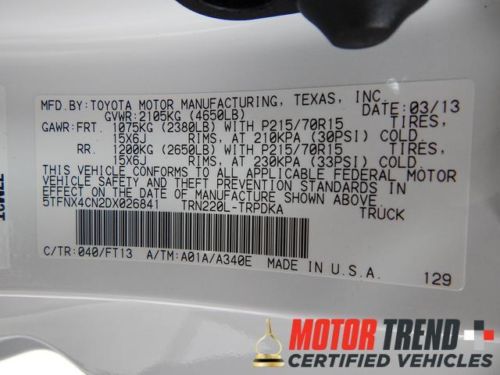 MFD.BY:TOYOTA MOTOR MANUFACTURING, TEXAS, INC.
GVWR:2105KG (4650LB) DATE:03/13
GAWR:FRT. 1075KG (2380LB) WITH P215/70R15 TIRES,
15X6J RIMS, AT 210KPA (30PSI) COLD.
RR. 1200KG (2650LB) WITH P215/70R15 TIRES,
15X6J RIMS, AT 230KPA (33PSI) COLD.
THIS VEHICLE CONFORMS TO ALL APPLICABLE FEDERAL MOTOR
VEHICLE SAFETY STANDARDS
IN EFFECT ON THE DATE OF MANUFACTURE SHOWN ABOVE.
5TFNX4CN2DX026841 TRN220L-TRPDKA TRUCK
C/TR:040/FT13 A/TM:A01A/A340E MADE IN U.S.A.
129
MOTOR TREND
CERTIFIED VEHICLES